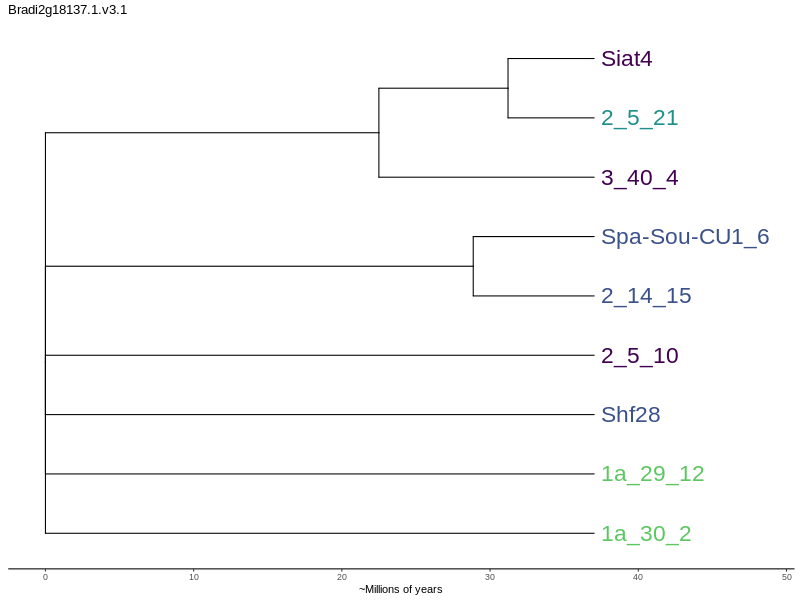 Bradi2g18137.1.v3.1
Siat4
2_5_21
3_40_4
Spa-Sou-CU1_6
2_14_15
2_5_10
Shf28
1a_29_12
1a_30_2
0 10 20 30 40 50
~Millions of years